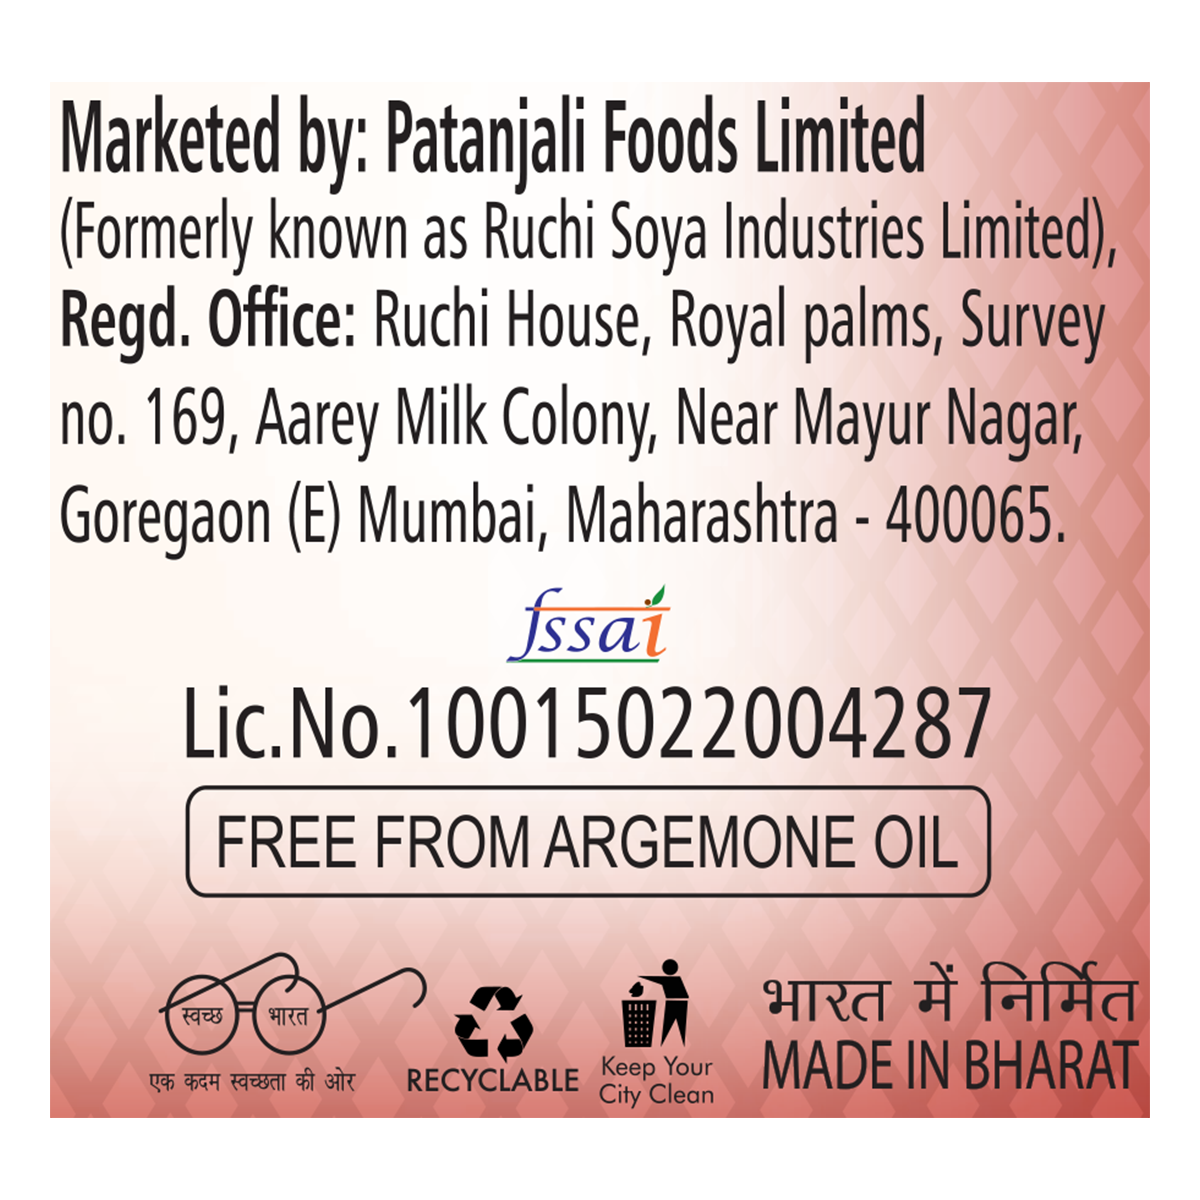 Marketed by: Patanjali Foods Limited
(Formerly known as Ruchi Soya Industries Limited),
Regd. Office: Ruchi House, Royal palms, Survey
no. 169, Aarey Milk Colony, Near Mayur Nagar,
Goregaon (E) Mumbai, Maharashtra - 400065.
fssai
Lic.No.10015022004287
FREE FROM ARGEMONE OIL
स्वच्छ भारत
एक कदम स्वच्छता की ओर
RECYCLABLE
Keep Your
City Clean
भारत में निर्मित
MADE IN BHARAT